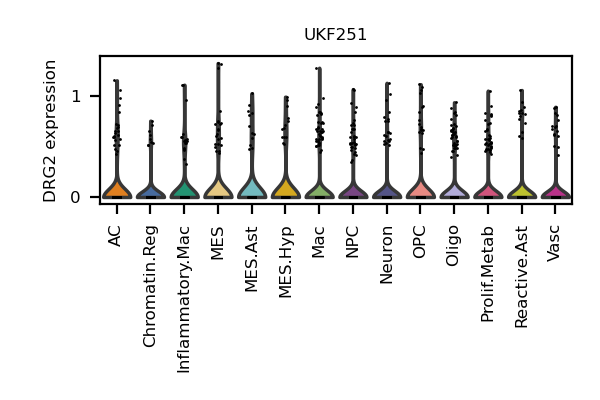 UKF251
DRG2 expression
1
0
AC
Chromatin.Reg
Inflammatory.Mac
MES
MES.Ast
MES.Hyp
Mac
NPC
Neuron
OPC
Oligo
Prolif.Metab
Reactive.Ast
Vasc